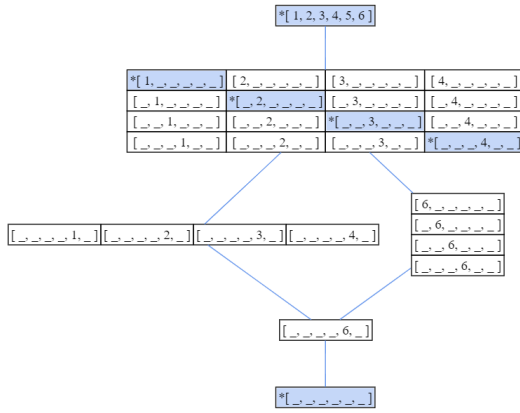 *[ 1, 2, 3, 4, 5, 6 ]
*[ 1, _, _, _, _, _ ] [ 2, _, _, _, _, _ ] [ 3, _, _, _, _, _ ] [ 4, _, _, _, _, _ ]
[ _, 1, _, _, _, _ ] *[ _, 2, _, _, _, _ ] [ _, 3, _, _, _, _ ] [ _, 4, _, _, _, _ ]
[ _, _, 1, _, _, _ ] [ _, _, 2, _, _, _ ] *[ _, _, 3, _, _, _ ] [ _, _, 4, _, _, _ ]
[ _, _, _, 1, _, _ ] [ _, _, _, 2, _, _ ] [ _, _, _, 3, _, _ ] *[ _, _, _, 4, _, _ ]
[ 6, _, _, _, _, _ ]
[ _, 6, _, _, _, _ ]
[ _, _, _, _, 1, _ ] [ _, _, _, _, 2, _ ] [ _, _, _, _, 3, _ ] [ _, _, _, _, 4, _ ]
[ _, _, 6, _, _, _ ]
[ _, _, _, 6, _, _ ]
[ _, _, _, _, 6, _ ]
*[ _, _, _, _, _, _ ]